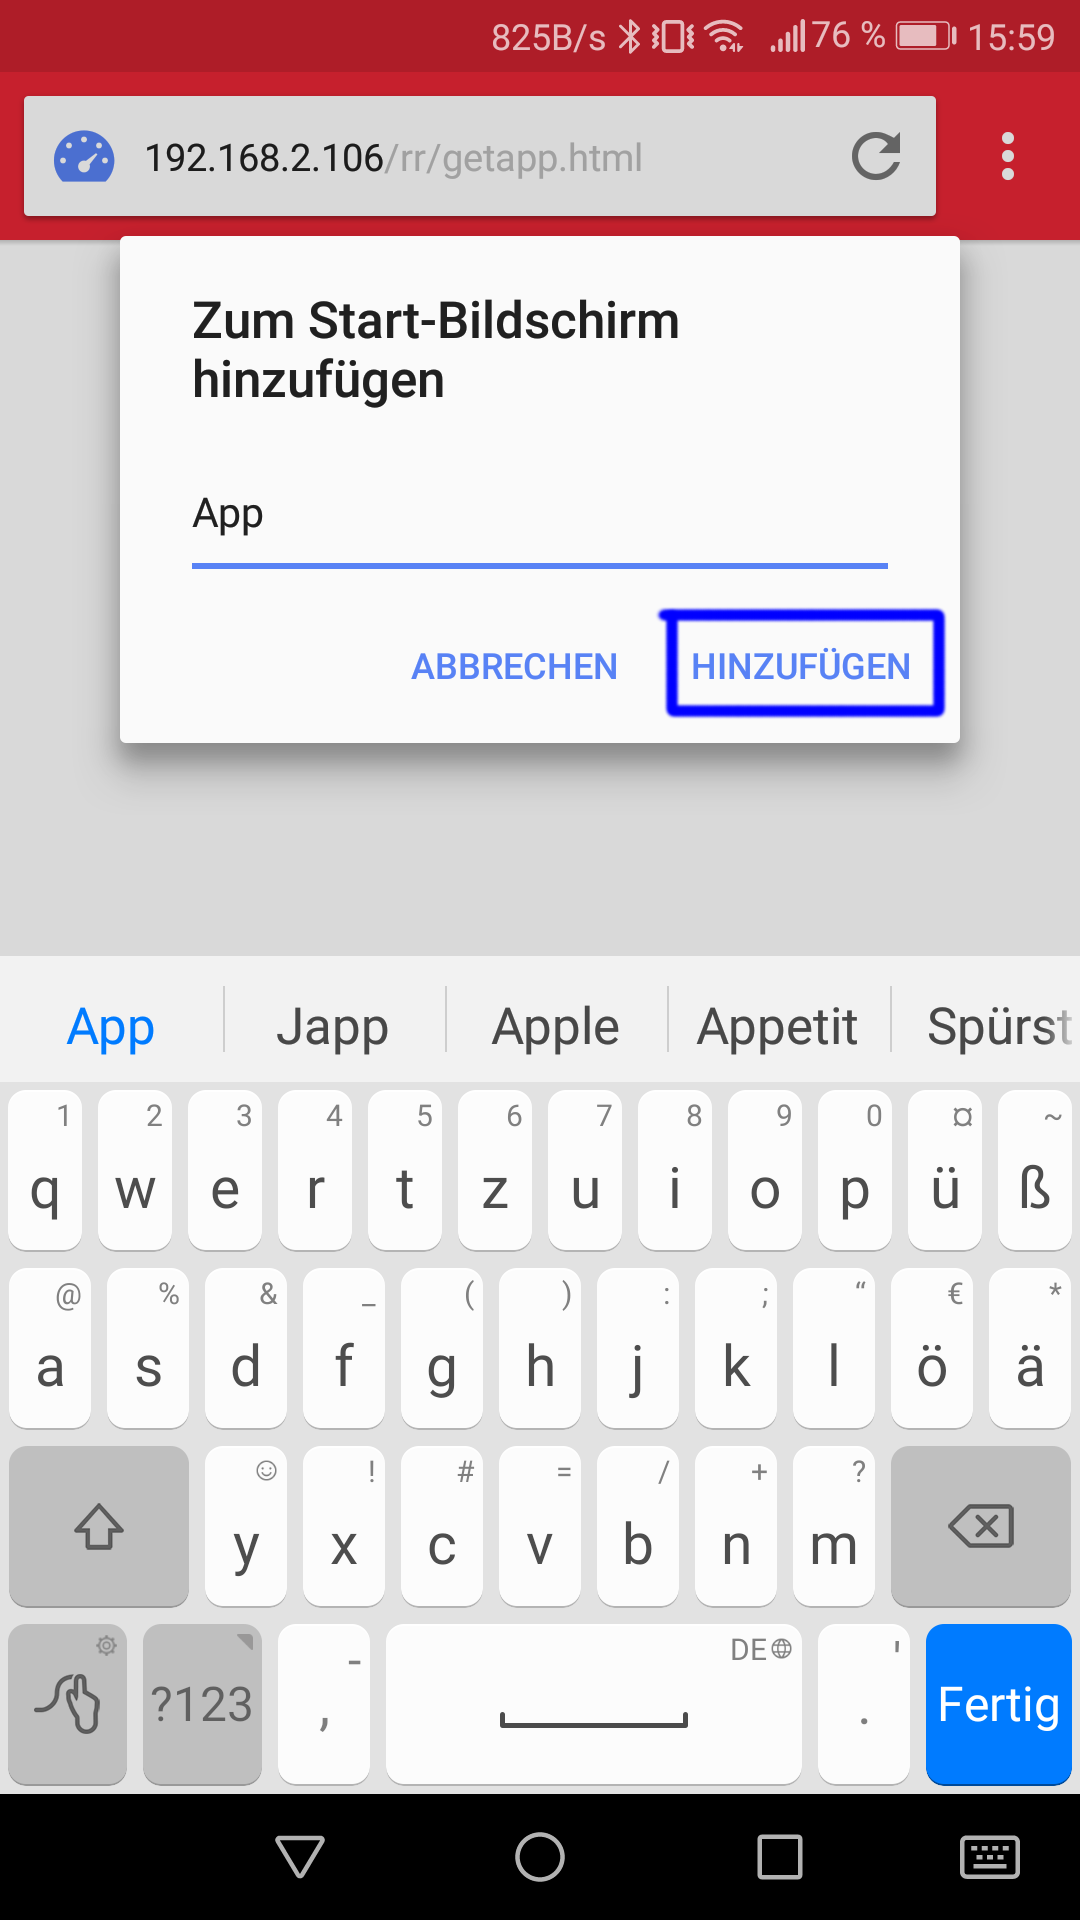 825B/s 76 % 15:59
192.168.2.106/rr/getapp.html
Zum Start-Bildschirm
hinzufügen
App
ABBRECHEN HINZUFÜGEN
App Japp Apple Appetit Spürst
1 2 3 4 5 6 7 8 9 0 ¤ ~
q w e r t z u i o p ü ß
@ % & _ ( ) : ; “ € *
a s d f g h j k l ö ä
! # = / + ?
y x c v b n m
- DE '
?123 , . Fertig